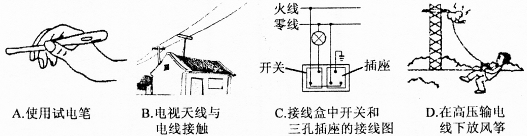 火线
零线
开关
插座
A.使用试电笔
B.电视天线与
电线接触
C.接线盒中开关和
三孔插座的接线图
D.在高压输电
线下放风筝